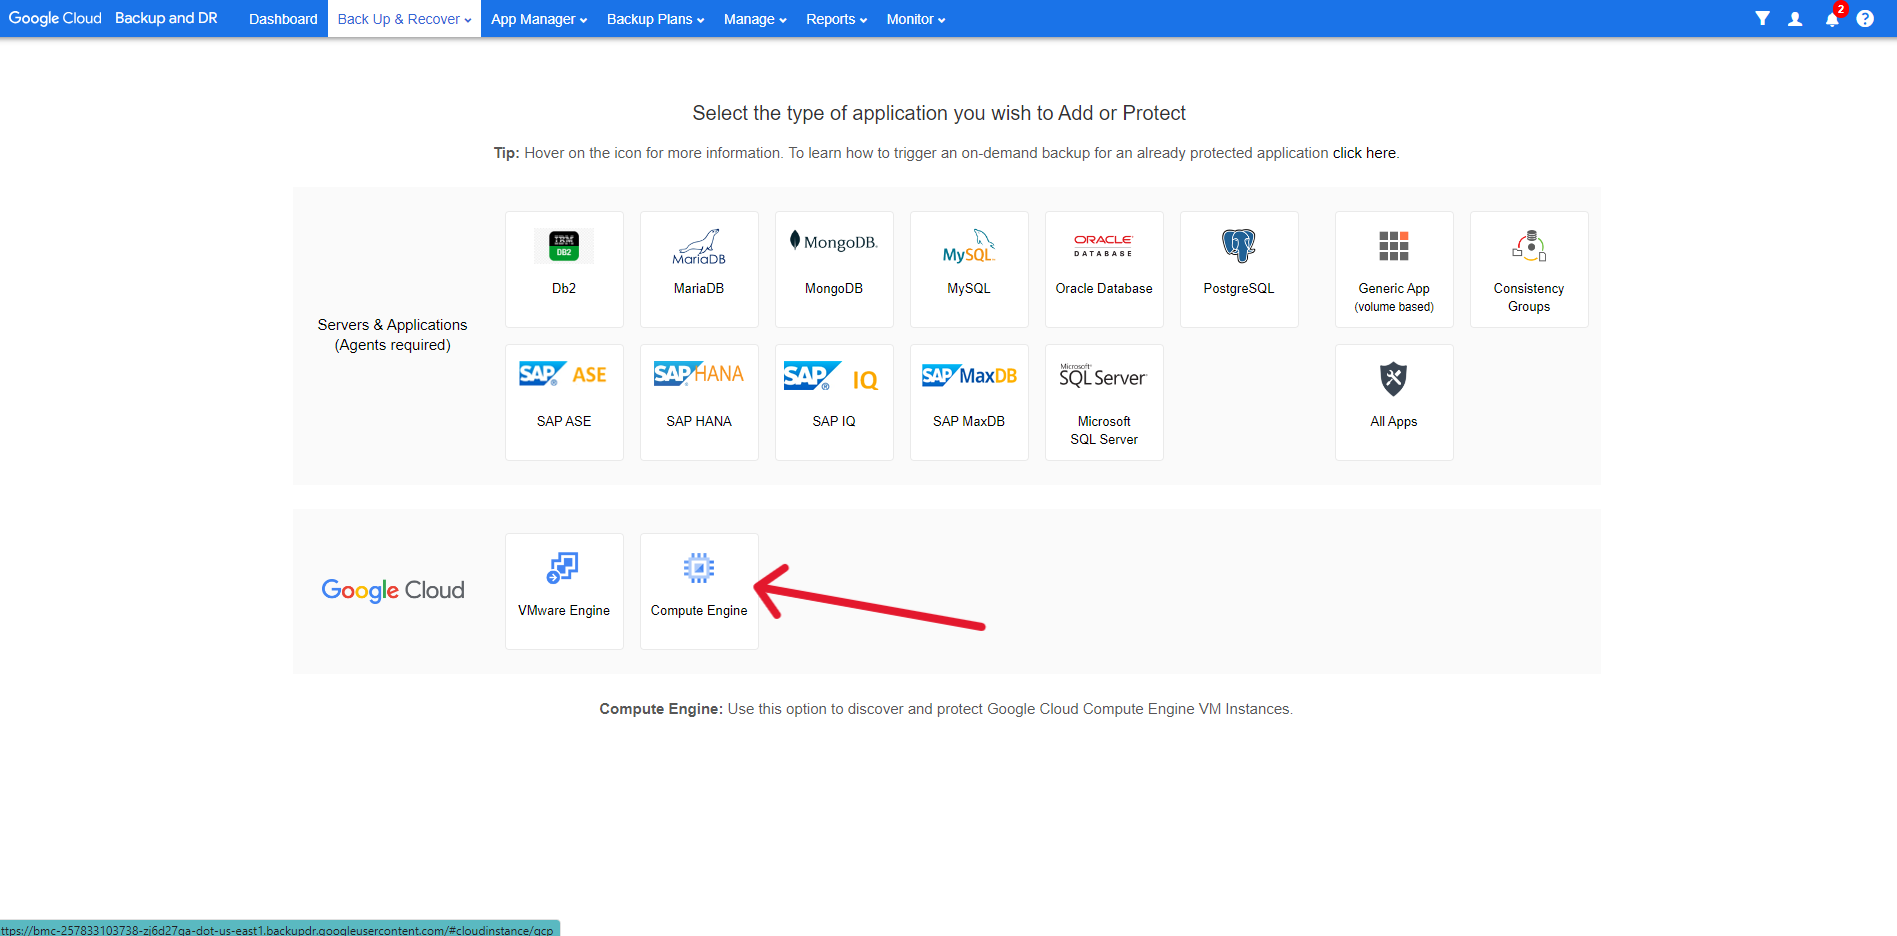 Google Cloud Backup and DR Dashboard Back Up & Recover App Manager Backup Plans Manage Reports Monitor 2 ?
Select the type of application you wish to Add or Protect
Tip: Hover on the icon for more information. To learn how to trigger an on-demand backup for an already protected application click here.
Servers & Applications
(Agents required)
IBM
DB2
Db2
MariaDB
MariaDB
MongoDB.
MongoDB
MySQL
MySQL
ORACLE
DATABASE
Oracle Database
PostgreSQL
Generic App
(volume based)
Consistency
Groups
SAP ASE
SAP ASE
SAP HANA
SAP HANA
SAP IQ
SAP IQ
SAP MaxDB
SAP MaxDB
Microsoft
SQL Server
Microsoft
SQL Server
All Apps
Google Cloud
VMware Engine
Compute Engine
Compute Engine: Use this option to discover and protect Google Cloud Compute Engine VM Instances.
ttps://bmc-257833103738-zj6d27qa-dot-us-east1.backupdr.googleusercontent.com/#cloudinstance/gcp